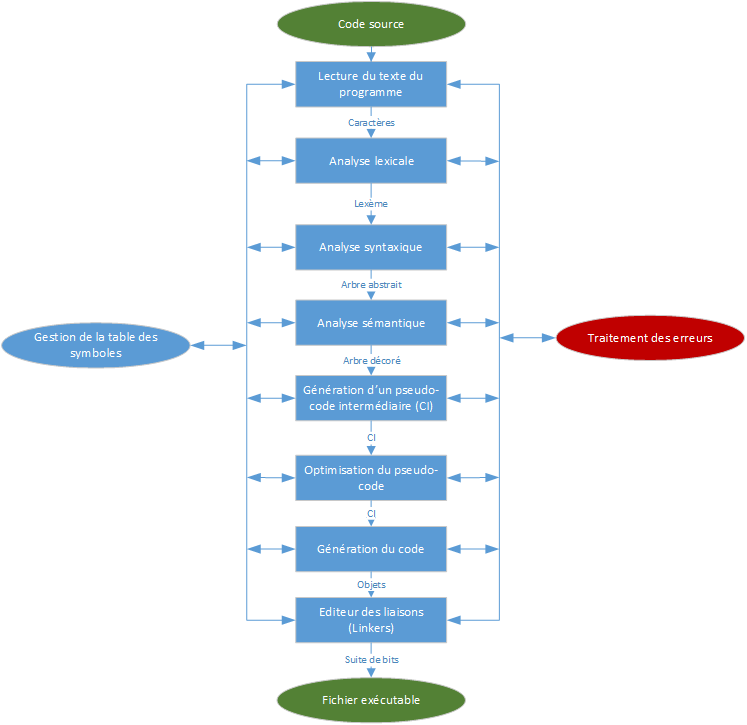 Code source
Lecture du texte du
programme
Caractères
Analyse lexicale
Lexème
Analyse syntaxique
Arbre abstrait
Analyse sémantique
Gestion de la table des
symboles
Traitement des erreurs
Arbre décoré
Génération d'un pseudo-
code intermédiaire (CI)
CI
Optimisation du pseudo-
code
CI
Génération du code
Objets
Editeur des liaisons
(Linkers)
Suite de bits
Fichier exécutable